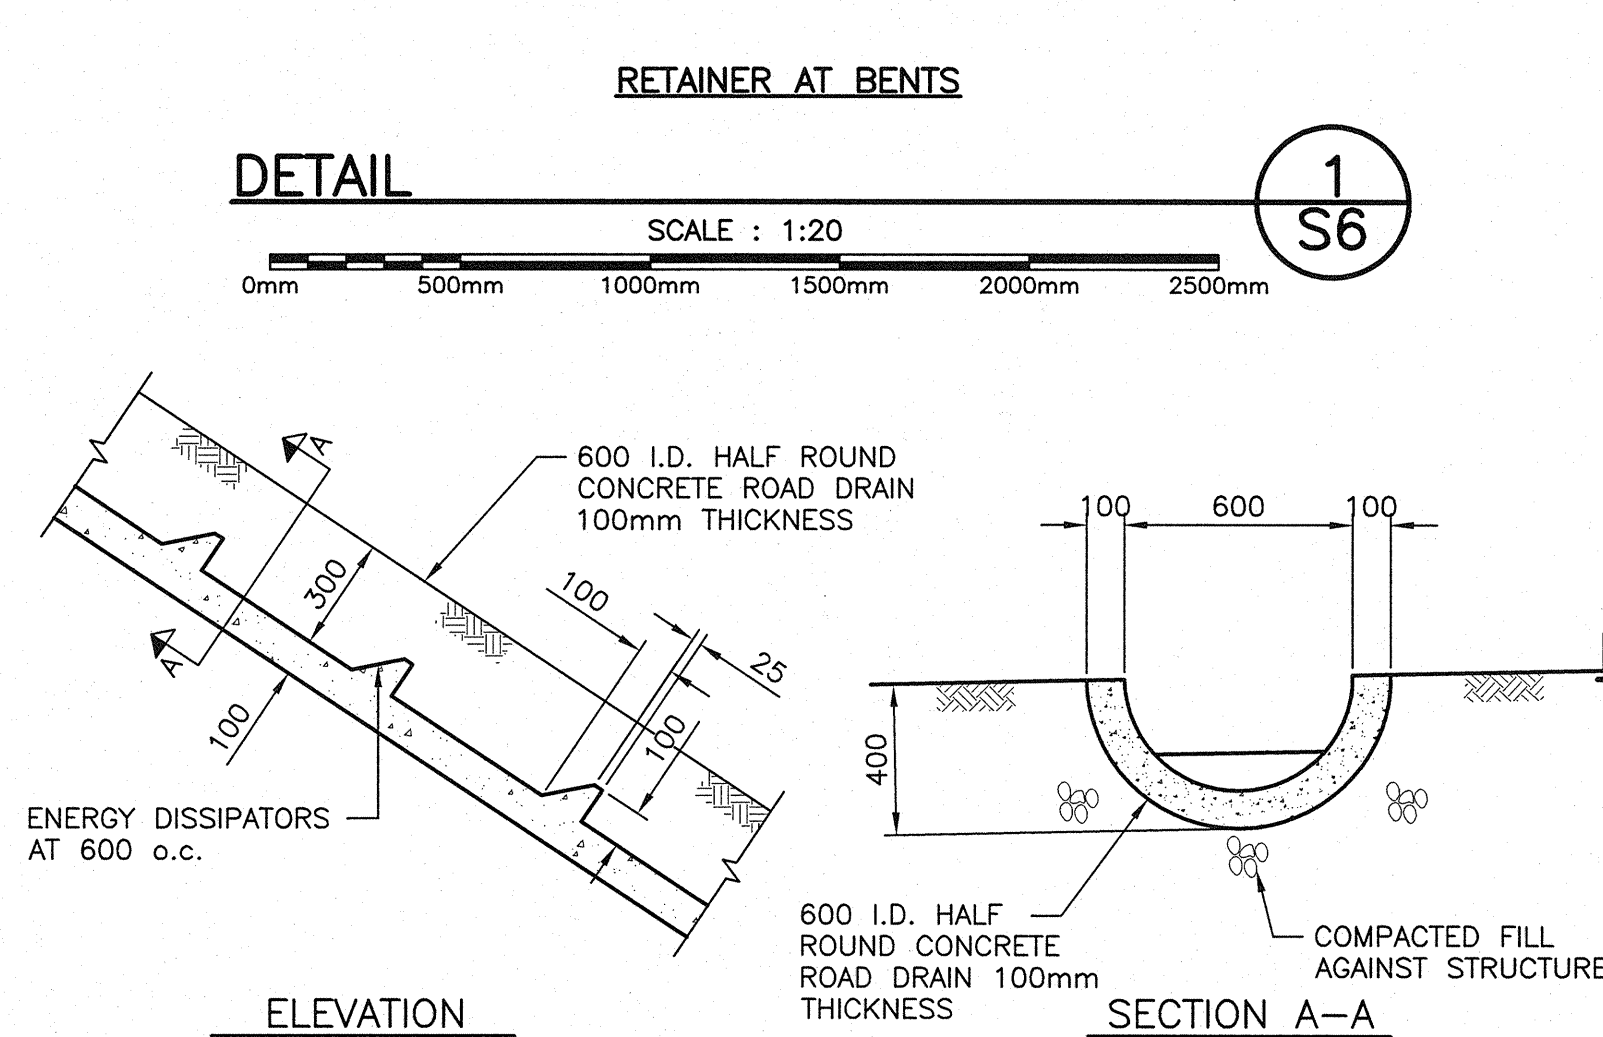 RETAINER AT BENTS
DETAIL
1
S6
SCALE : 1:20
0mm 500mm 1000mm 1500mm 2000mm 2500mm
A
A
600 I.D. HALF ROUND
CONCRETE ROAD DRAIN
100mm THICKNESS
300
100
100
25
100
ENERGY DISSIPATORS
AT 600 o.c.
ELEVATION
100 600 100
400
600 I.D. HALF
ROUND CONCRETE
ROAD DRAIN 100mm
THICKNESS
COMPACTED FILL
AGAINST STRUCTURE
SECTION A-A